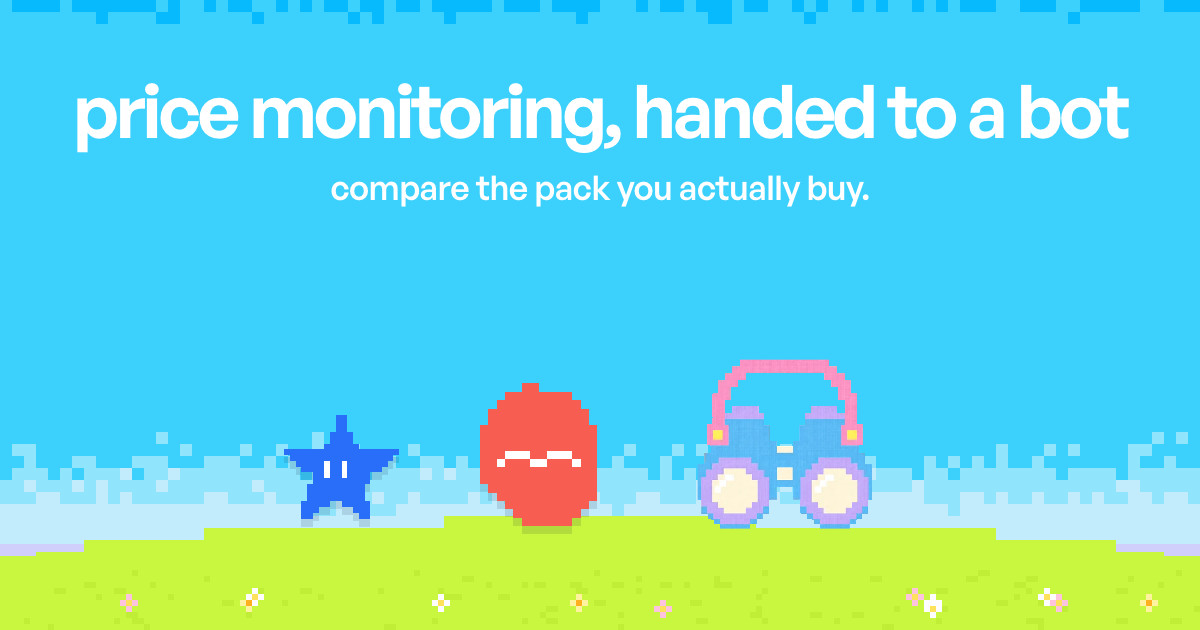 price monitoring, handed to a bot
compare the pack you actually buy.